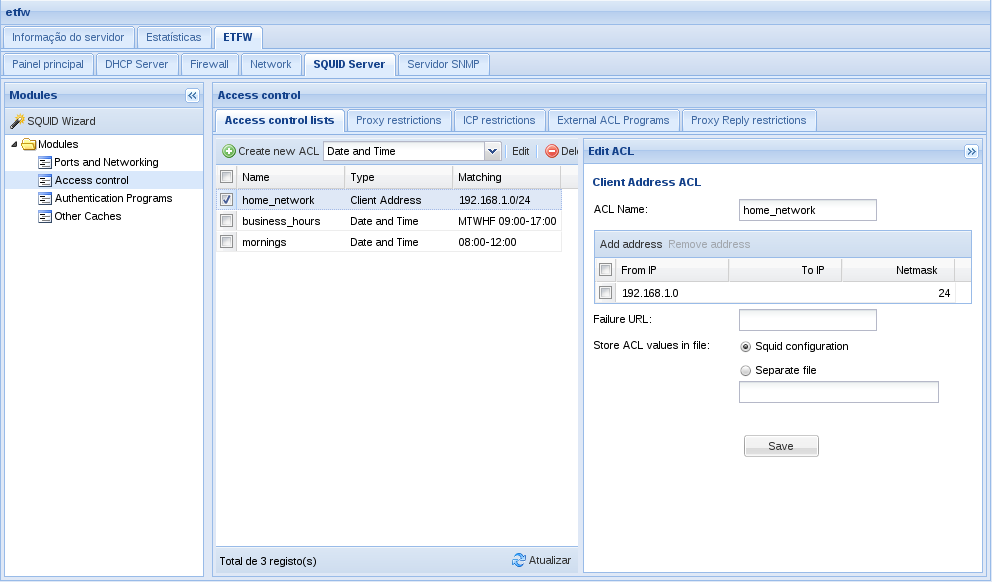 etfw
Informação do servidor Estatísticas ETFW
Painel principal DHCP Server Firewall Network SQUID Server Servidor SNMP
Modules
SQUID Wizard
Modules
Ports and Networking
Access control
Authentication Programs
Other Caches
Access control
Access control lists Proxy restrictions ICP restrictions External ACL Programs Proxy Reply restrictions
Create new ACL Date and Time Edit Del
Name Type Matching
home_network Client Address 192.168.1.0/24
business_hours Date and Time MTWHF 09:00-17:00
mornings Date and Time 08:00-12:00
Total de 3 registo(s) Atualizar
Edit ACL
Client Address ACL
ACL Name: home_network
Add address Remove address
From IP To IP Netmask
192.168.1.0 24
Failure URL:
Store ACL values in file: Squid configuration
Separate file
Save